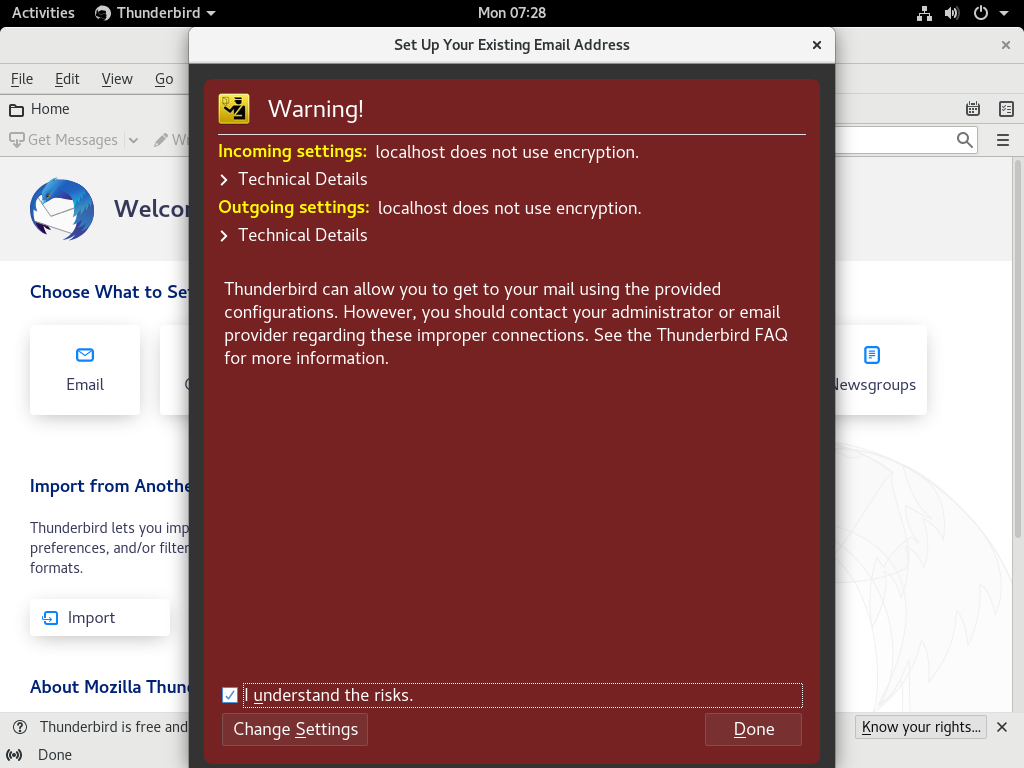 Activities Thunderbird Mon 07:28
Set Up Your Existing Email Address
File Edit View Go
Home
Get Messages
Welco
Warning!
Incoming settings: localhost does not use encryption.
Technical Details
Outgoing settings: localhost does not use encryption.
Technical Details
Thunderbird can allow you to get to your mail using the provided
configurations. However, you should contact your administrator or email
provider regarding these improper connections. See the Thunderbird FAQ
for more information.
Choose What to Se
Email
Newsgroups
Import from Anothe
Thunderbird lets you imp
preferences, and/or filter
formats.
Import
About Mozilla Thun
I understand the risks.
Change Settings Done
Thunderbird is free and
Know your rights...
Done